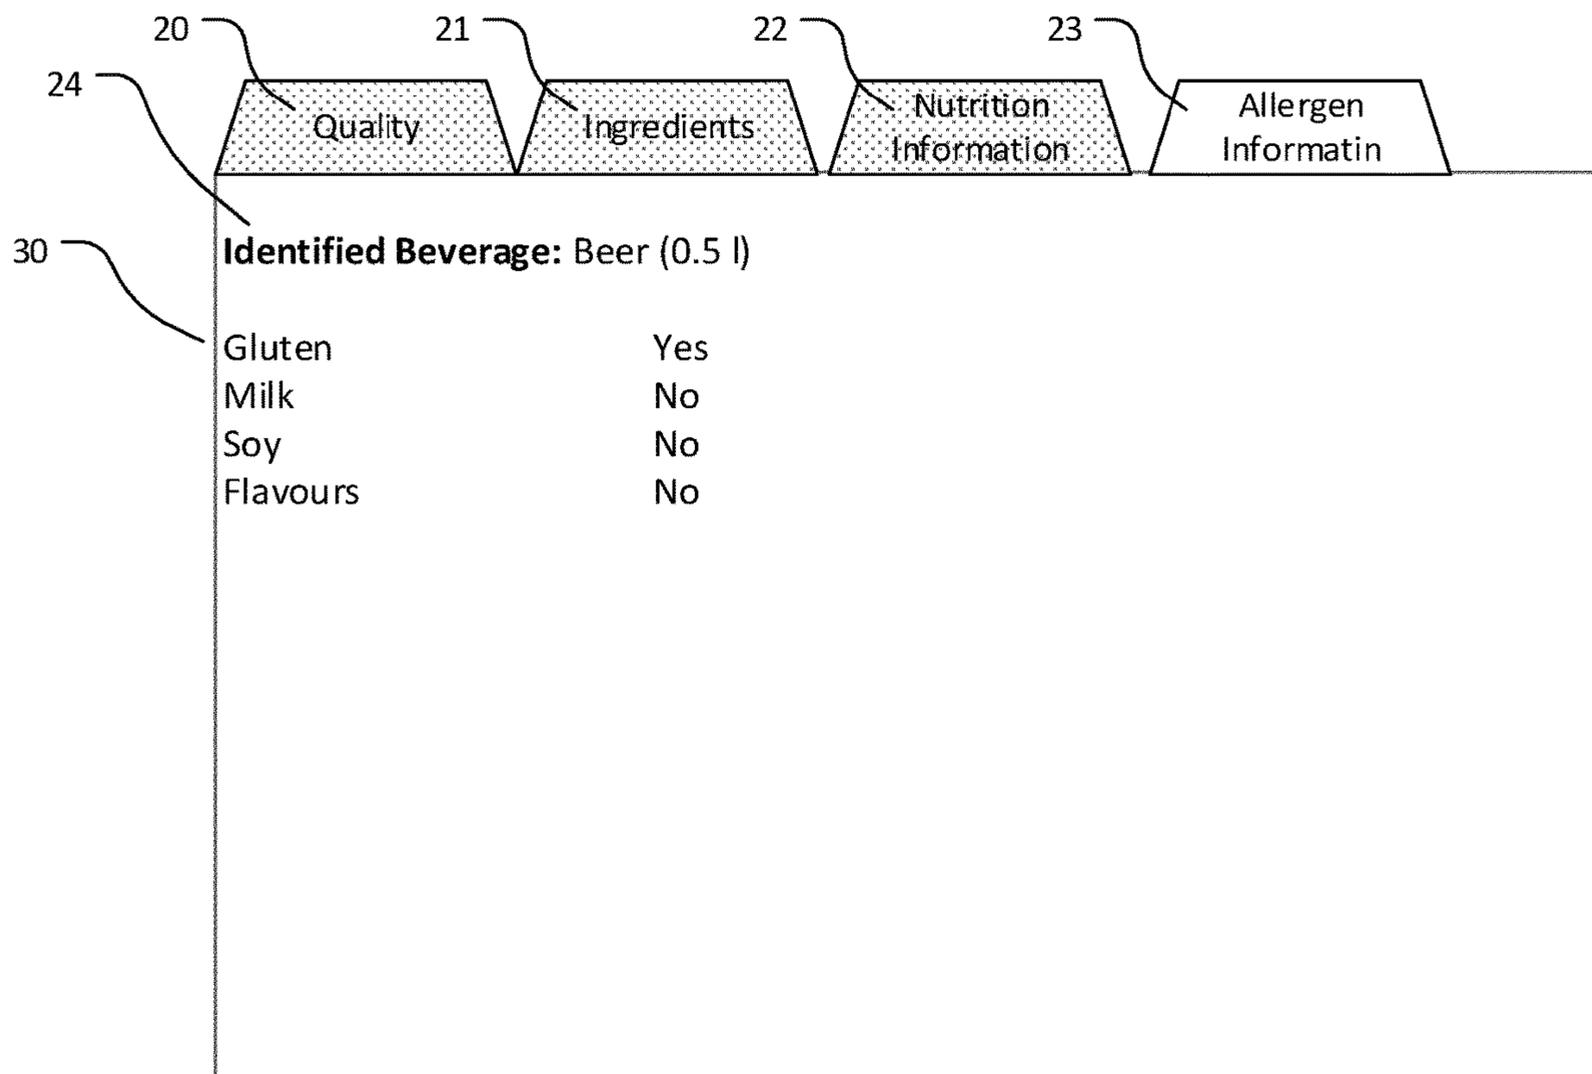 20 21 22 23
24
Quality Ingredients Nutrition Information Allergen Informatin
30 Identified Beverage: Beer (0.5 l)
Gluten Yes
Milk No
Soy No
Flavours No